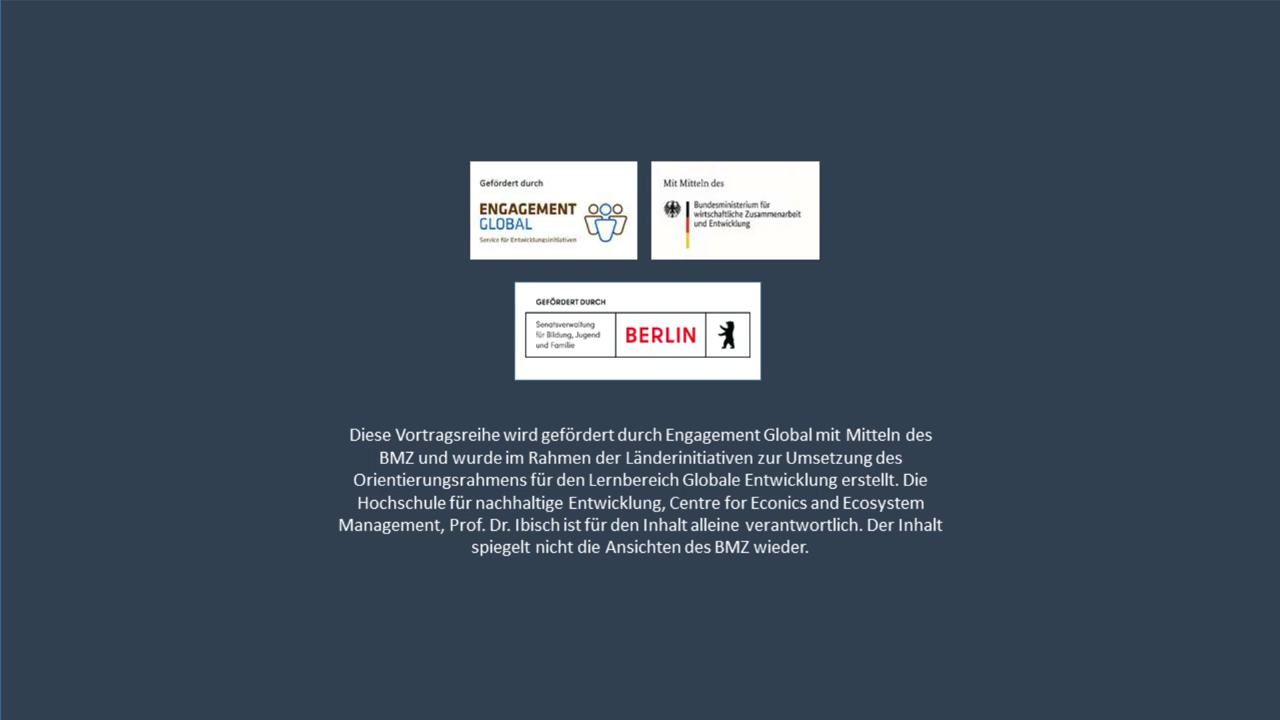 Gefördert durch
ENGAGEMENT
GLOBAL
Service für Entwicklungsinitiativen
Mit Mitteln des
Bundesministerium für
wirtschaftliche Zusammenarbeit
und Entwicklung
GEFÖRDERT DURCH
Senatsverwaltung
für Bildung, Jugend
und Familie
BERLIN
Diese Vortragsreihe wird gefördert durch Engagement Global mit Mitteln des
BMZ und wurde im Rahmen der Länderinitiativen zur Umsetzung des
Orientierungsrahmens für den Lernbereich Globale Entwicklung erstellt. Die
Hochschule für nachhaltige Entwicklung, Centre for Econics and Ecosystem
Management, Prof. Dr. Ibisch ist für den Inhalt alleine verantwortlich. Der Inhalt
spiegelt nicht die Ansichten des BMZ wieder.